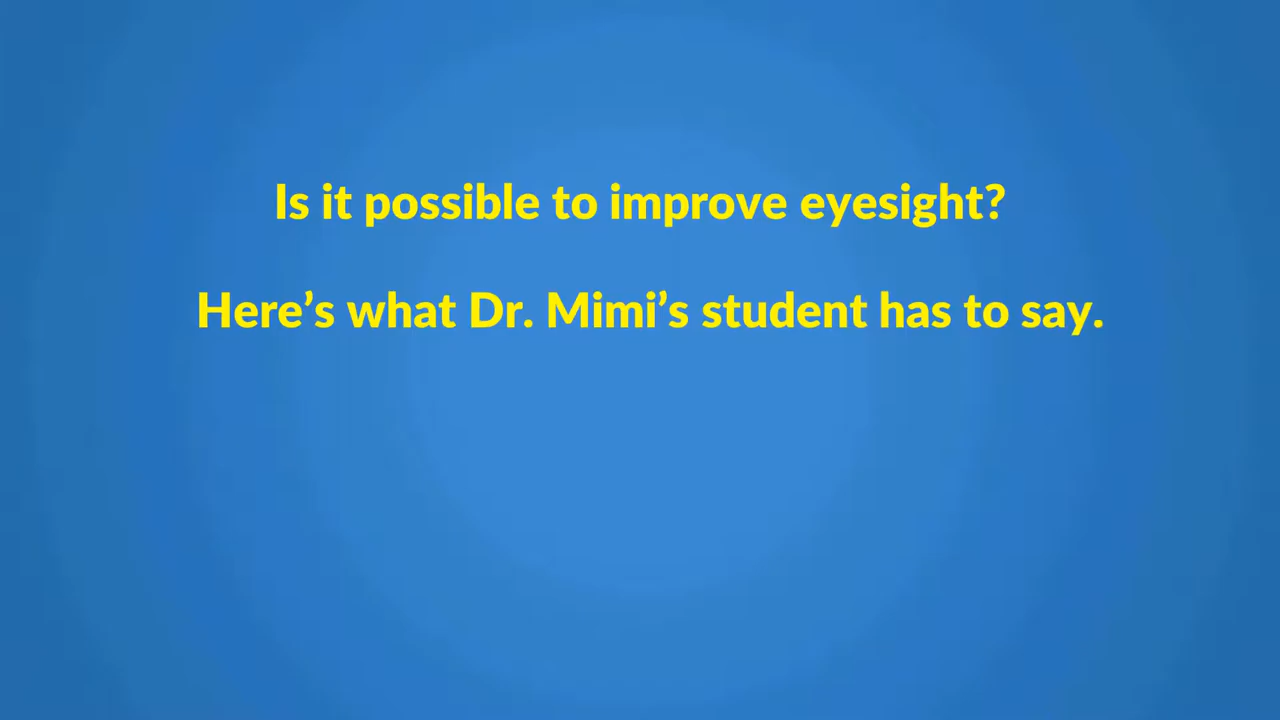 Is it possible to improve eyesight?
Here’s what Dr. Mimi’s student has to say.